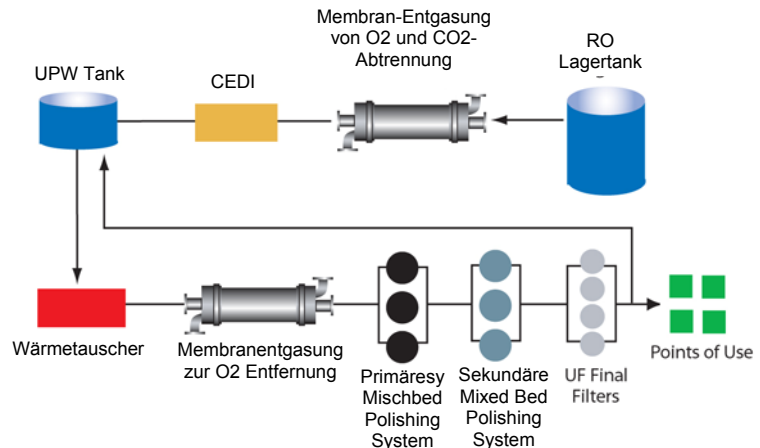 Membran-Entgasung
von O2 und CO2-
Abtrennung
RO
Lagertank
UPW Tank
CEDI
Wärmetauscher
Membranentgasung
zur O2 Entfernung
Primäresy
Mischbed
Polishing
System
Sekundäre
Mixed Bed
Polishing
System
UF Final
Filters
Points of Use